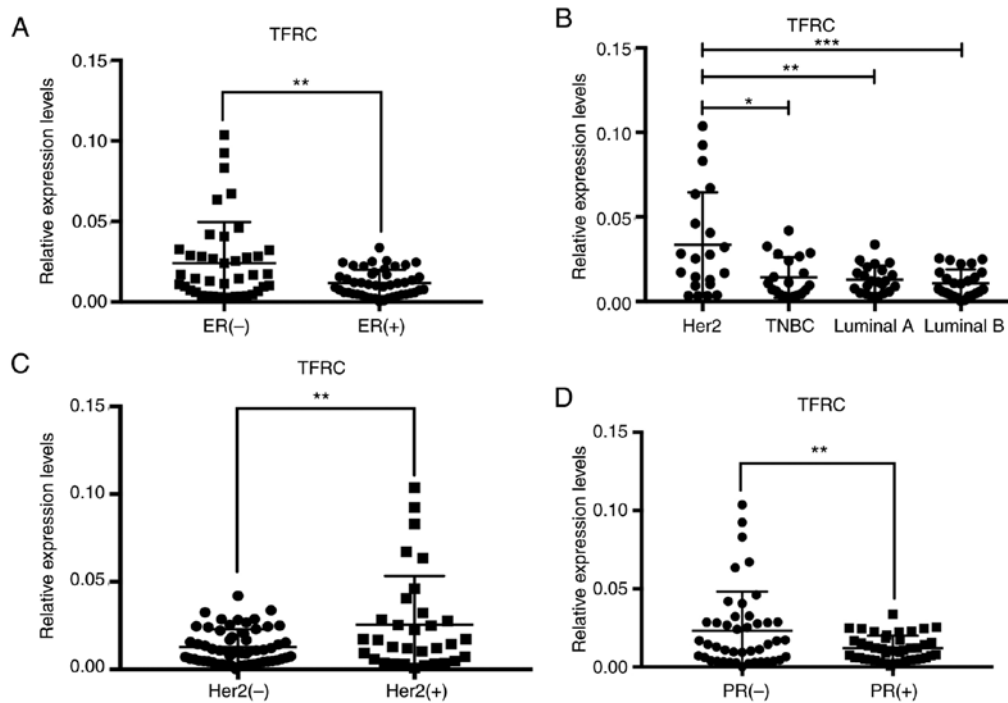 A
TFRC
Relative expression levels
0.15
0.10
0.05
0.00
**
ER(−)
ER(+)
B
TFRC
Relative expression levels
0.15
0.10
0.05
0.00
***
**
*
Her2
TNBC
Luminal A
Luminal B
C
TFRC
Relative expression levels
0.15
0.10
0.05
0.00
**
Her2(−)
Her2(+)
D
TFRC
Relative expression levels
0.15
0.10
0.05
0.00
**
PR(−)
PR(+)